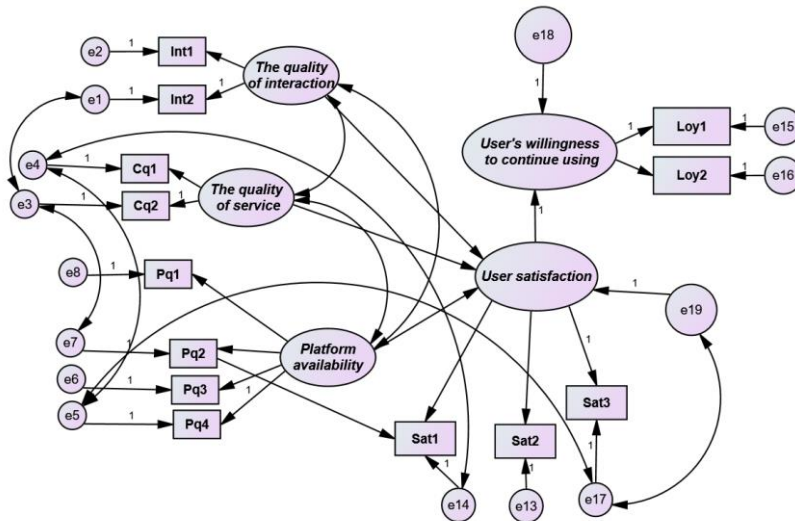 e18
e2
1
Int1
The quality
of interaction
e1
1
Int2
1
1
1
Loy1
1
e15
User's willingness
to continue using
e4
1
Cq1
Loy2
1
e16
The quality
of service
e3
1
Cq2
1
1
User satisfaction
e8
1
Pq1
1
e19
e7
1
Pq2
Platform
availability
1
e6
1
Pq3
1
e5
1
Pq4
Sat3
Sat1
Sat2
1
1
1
e14
e13
e17